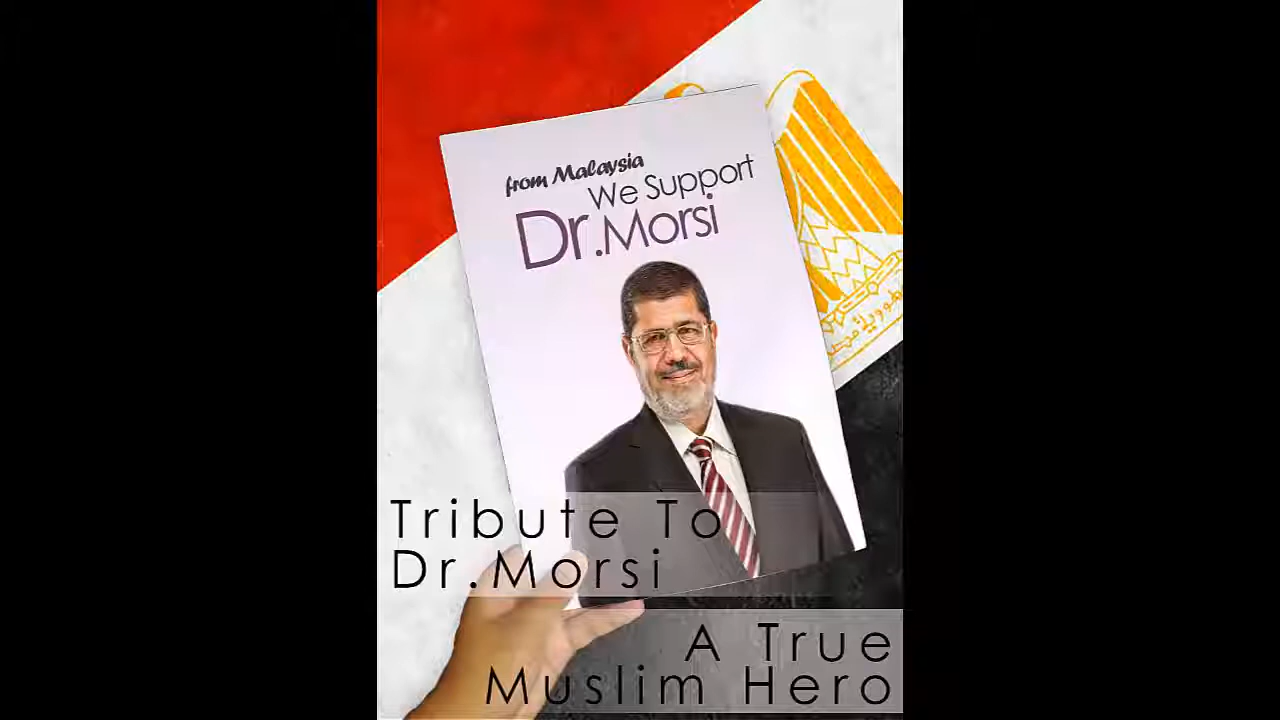 from Malaysia
We Support
Dr.Morsi
Tribute To
Dr.Morsi
A True
Muslim Hero